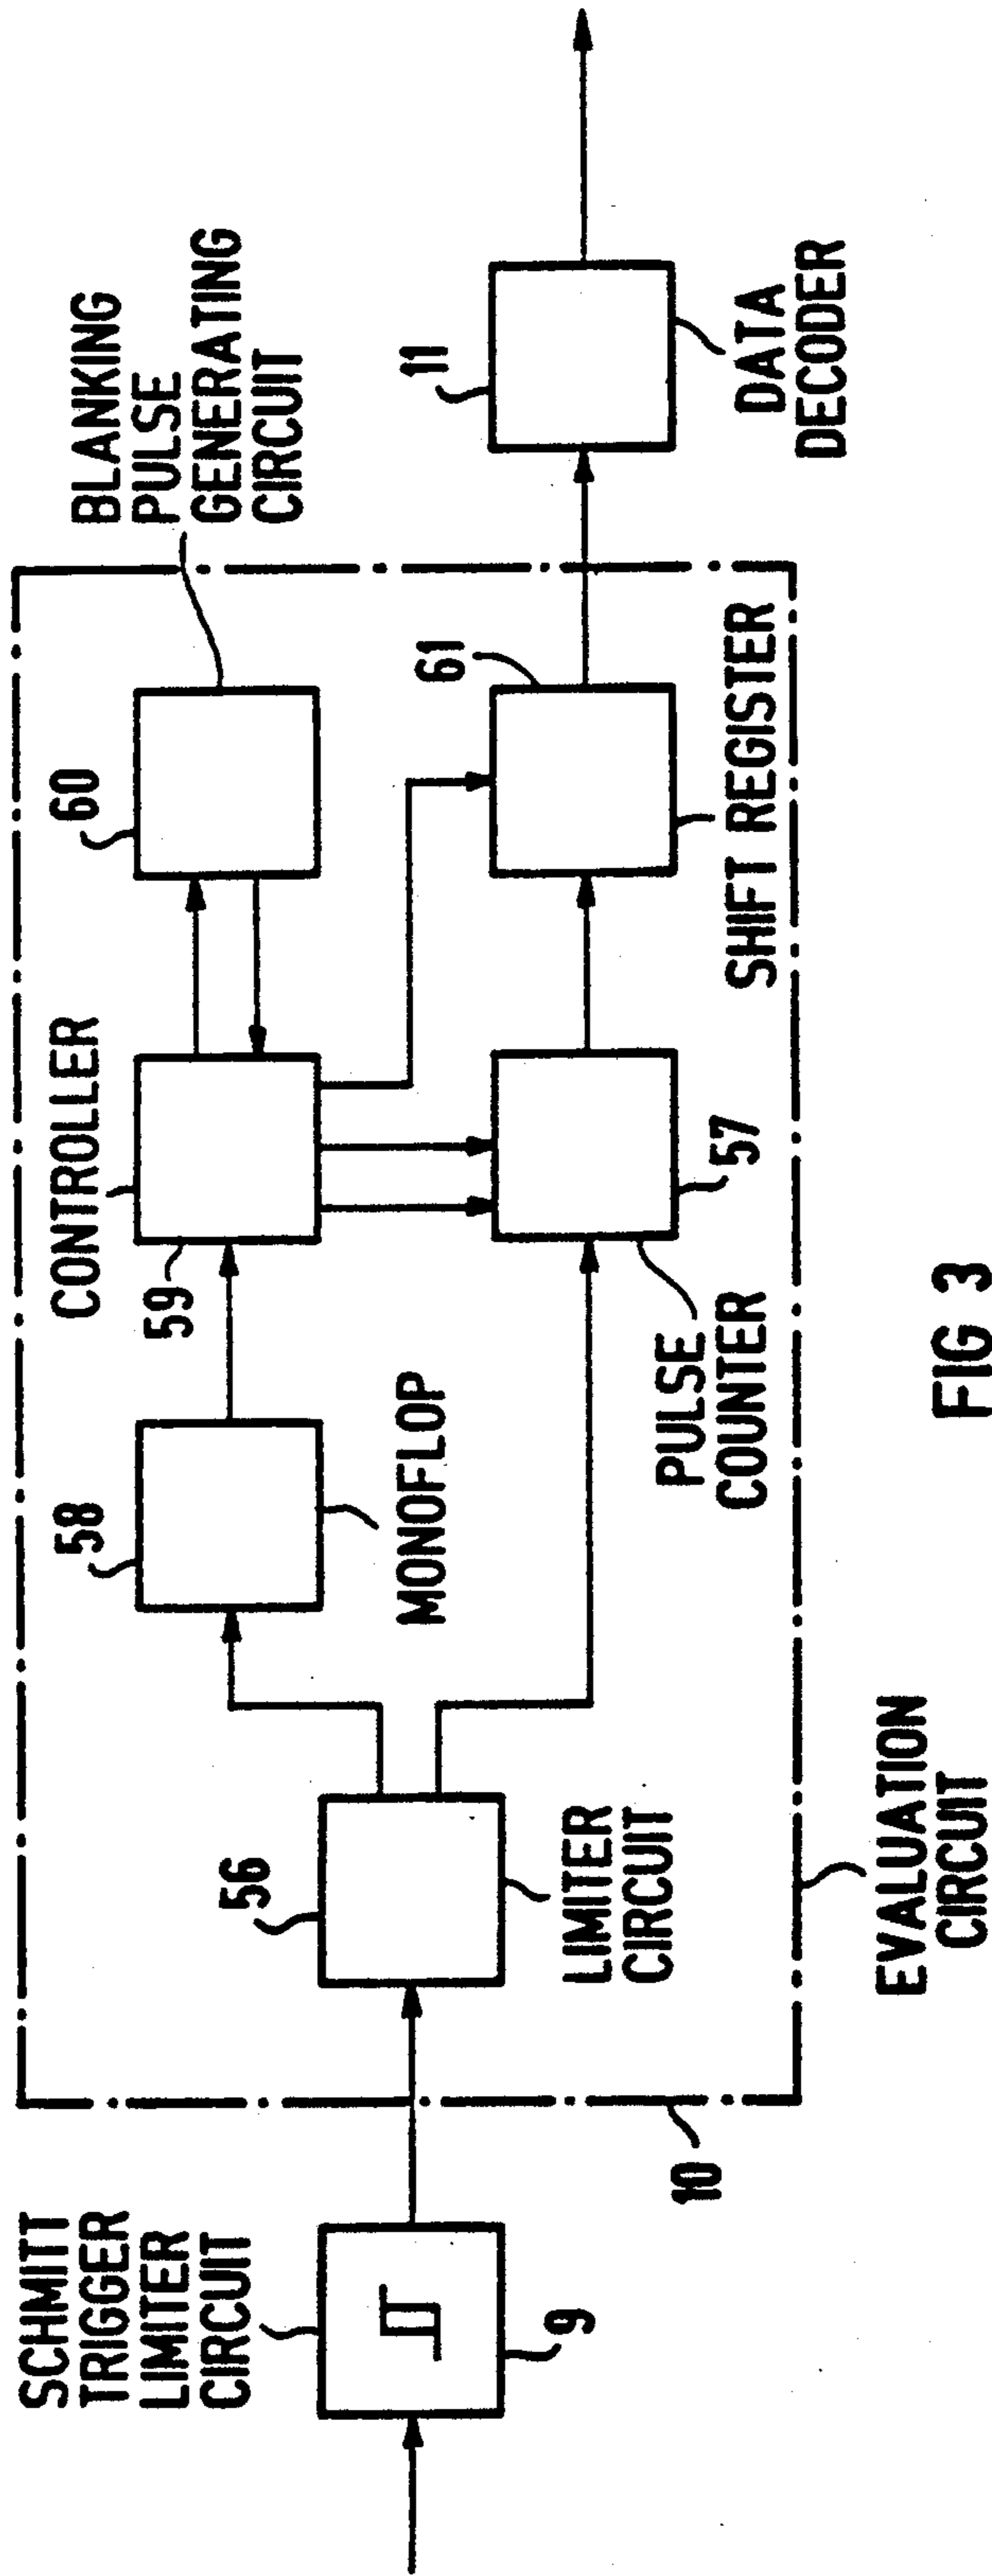 SCHMITT
TRIGGER
LIMITER
CIRCUIT
9
10
EVALUATION
CIRCUIT
56
LIMITER
CIRCUIT
58
MONOFLOP
CONTROLLER
59
PULSE
COUNTER
57
60
BLANKING
PULSE
GENERATING
CIRCUIT
61
SHIFT REGISTER
11
DATA
DECODER
FIG 3